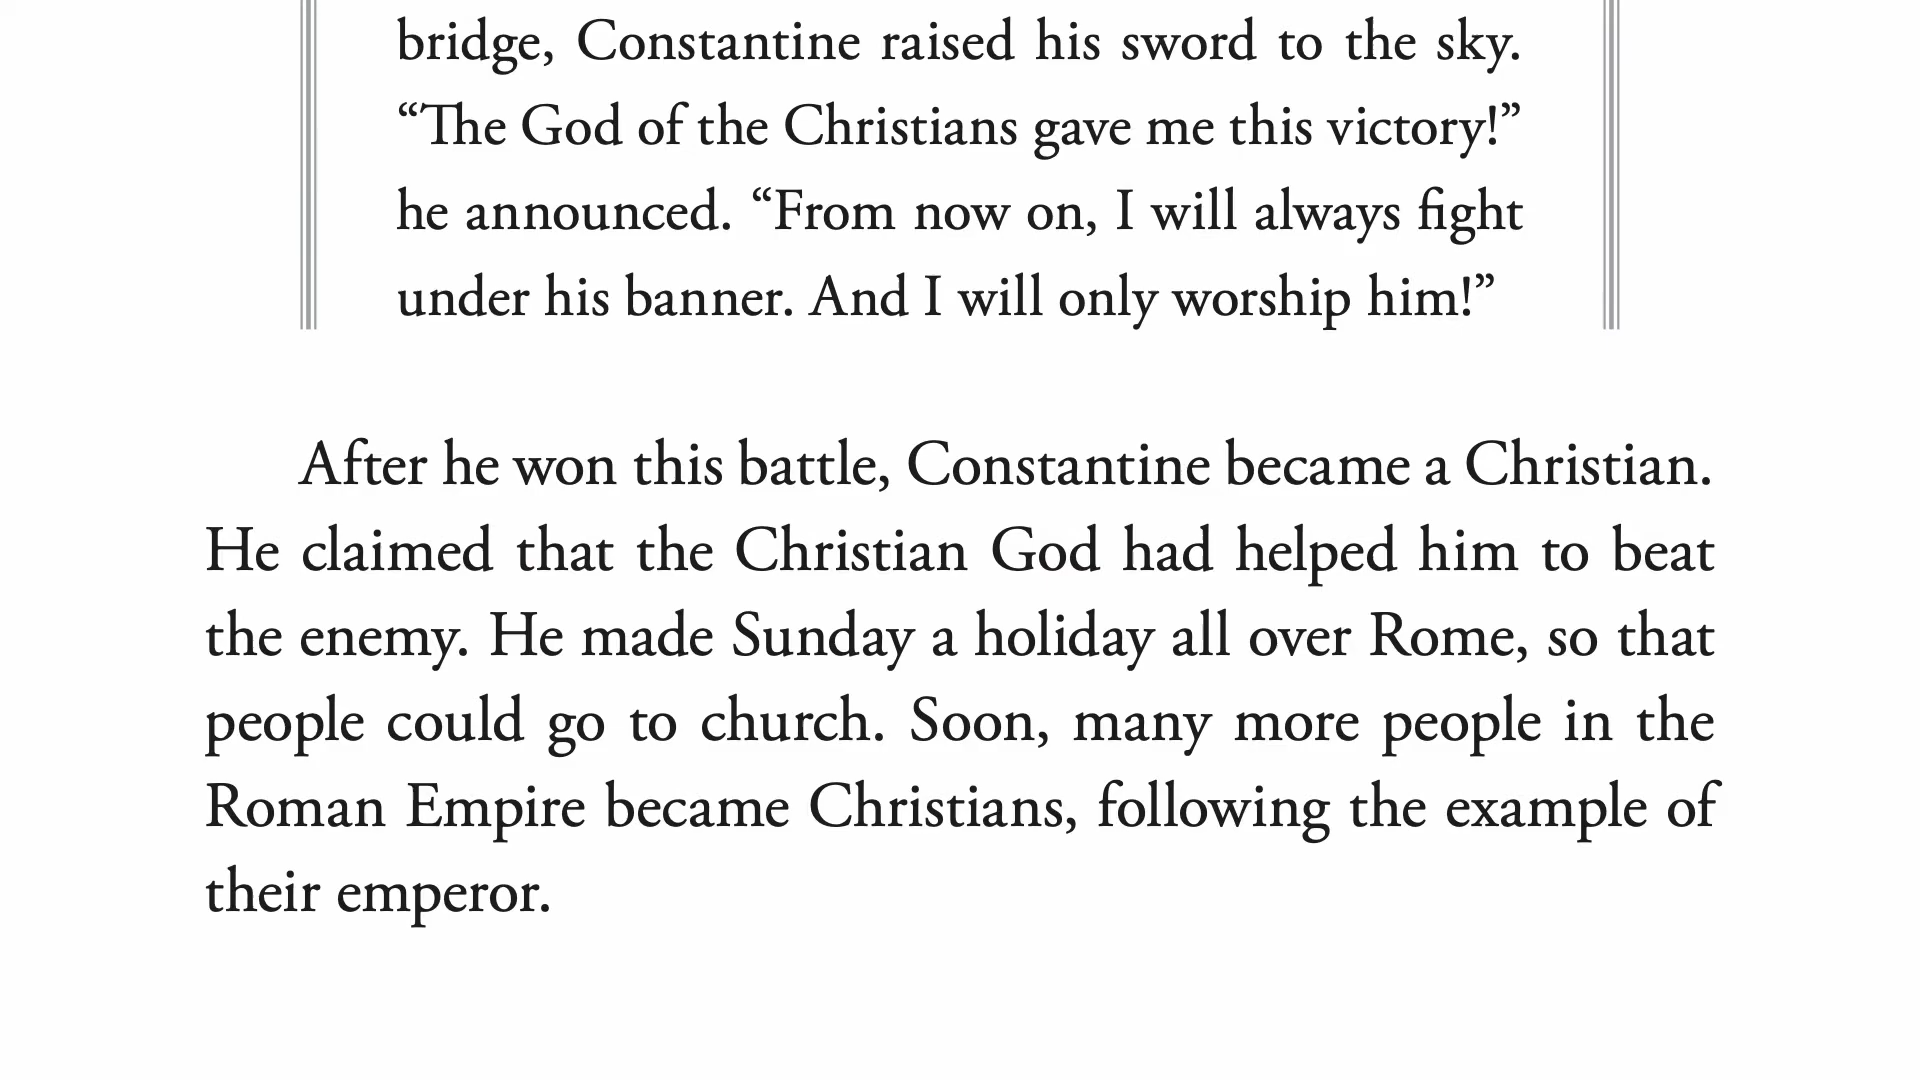 bridge, Constantine raised his sword to the sky.
“The God of the Christians gave me this victory!”
he announced. “From now on, I will always fight
under his banner. And I will only worship him!”
After he won this battle, Constantine became a Christian.
He claimed that the Christian God had helped him to beat
the enemy. He made Sunday a holiday all over Rome, so that
people could go to church. Soon, many more people in the
Roman Empire became Christians, following the example of
their emperor.